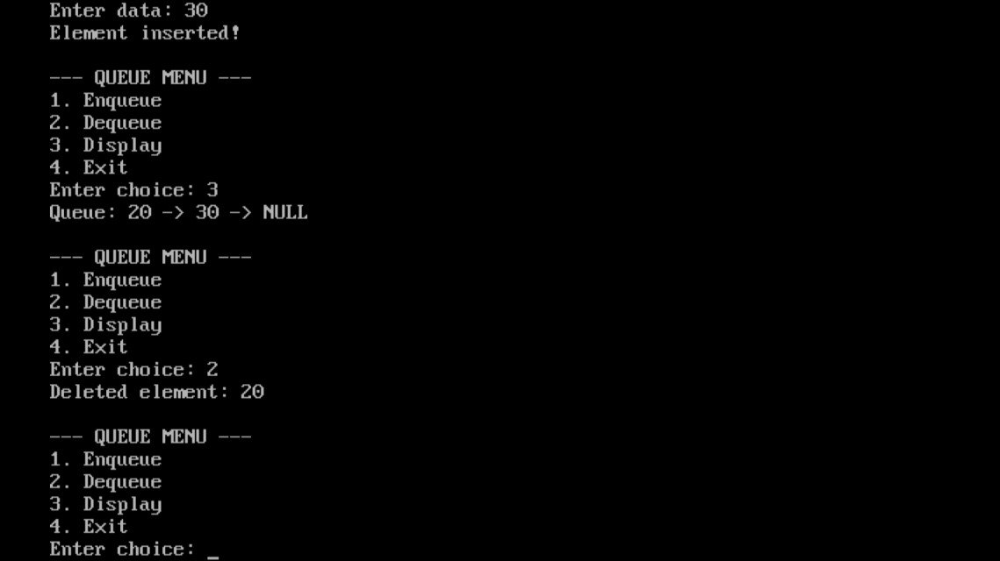 Enter data: 30
Element inserted!
--- QUEUE MENU ---
1. Enqueue
2. Dequeue
3. Display
4. Exit
Enter choice: 3
Queue: 20 -> 30 -> NULL
--- QUEUE MENU ---
1. Enqueue
2. Dequeue
3. Display
4. Exit
Enter choice: 2
Deleted element: 20
--- QUEUE MENU ---
1. Enqueue
2. Dequeue
3. Display
4. Exit
Enter choice: _